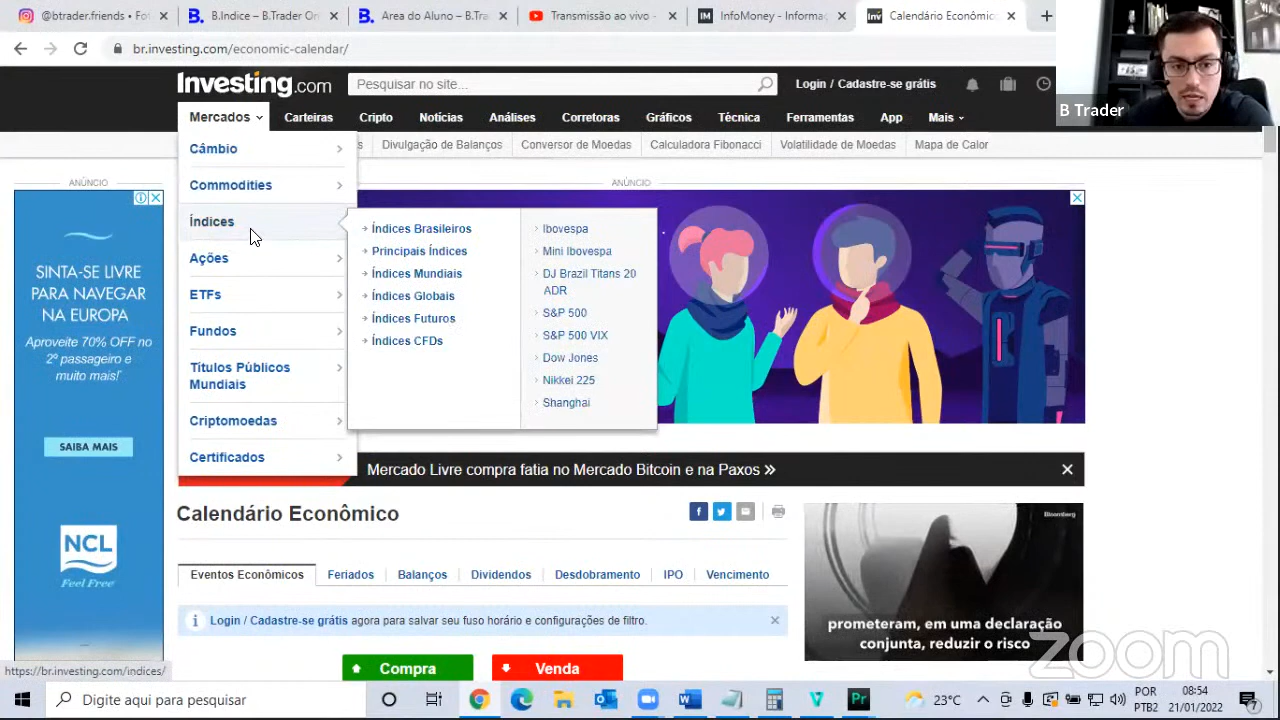 @btrader.friends • Fot
B.Índice – B.Trader On
Área do Aluno – B.Trad
Transmissão ao vivo -
InfoMoney - Informaç
Calendário Econômic
br.investing.com/economic-calendar/
Investing.com
Pesquisar no site...
Login / Cadastre-se grátis
B Trader
Mercados
Carteiras
Cripto
Notícias
Análises
Corretoras
Gráficos
Técnica
Ferramentas
App
Mais
s
Divulgação de Balanços
Conversor de Moedas
Calculadora Fibonacci
Volatilidade de Moedas
Mapa de Calor
Câmbio
Commodities
Índices
Ações
ETFs
Fundos
Títulos Públicos
Mundiais
Criptomoedas
Certificados
Índices Brasileiros
Principais Índices
Índices Mundiais
Índices Globais
Índices Futuros
Índices CFDs
Ibovespa
Mini Ibovespa
DJ Brazil Titans 20
ADR
S&P 500
S&P 500 VIX
Dow Jones
Nikkei 225
Shanghai
ANÚNCIO
SINTA-SE LIVRE
PARA NAVEGAR
NA EUROPA
Aproveite 70% OFF no
2º passageiro e
muito mais!*
SAIBA MAIS
NCL
Feel Free
ANÚNCIO
Mercado Livre compra fatia no Mercado Bitcoin e na Paxos »
Calendário Econômico
Eventos Econômicos
Feriados
Balanços
Dividendos
Desdobramento
IPO
Vencimento
Login / Cadastre-se grátis agora para salvar seu fuso horário e configurações de filtro.
Compra
Venda
Bloomberg
prometeram, em uma declaração
conjunta, reduzir o risco
zoom
https://br.investing.com/indices/
Digite aqui para pesquisar
23°C
POR
PTB2
08:54
21/01/2022
7